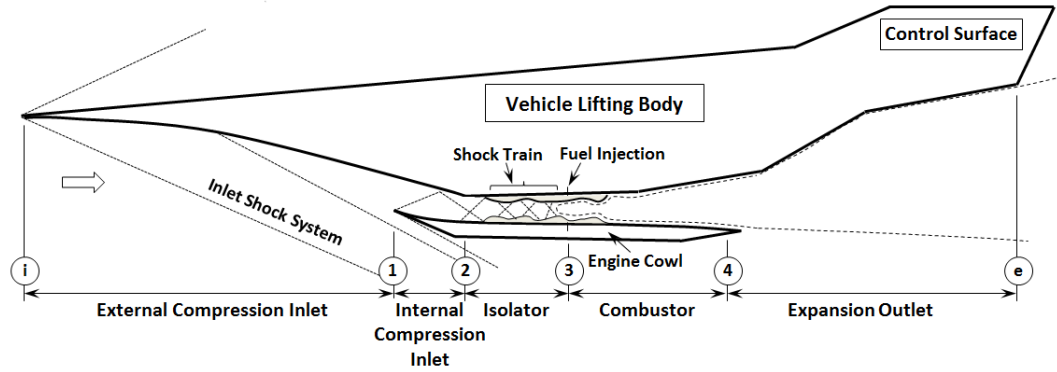 Control Surface
Vehicle Lifting Body
Shock Train
Fuel Injection
Inlet Shock System
Engine Cowl
i
1
2
3
4
e
External Compression Inlet
Internal
Compression
Inlet
Isolator
Combustor
Expansion Outlet